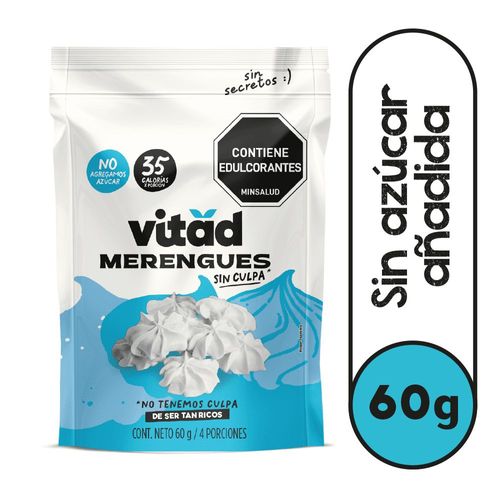 sin
secretos :)
NO
AGREGAMOS
AZÚCAR
35
CALORÍAS
X PORCIÓN
CONTIENE
EDULCORANTES
MINSALUD
vitad
MERENGUES
SIN CULPA*
*NO TENEMOS CULPA
DE SER TAN RICOS
CONT. NETO 60 g / 4 PORCIONES
Sin azúcar
añadida
60g